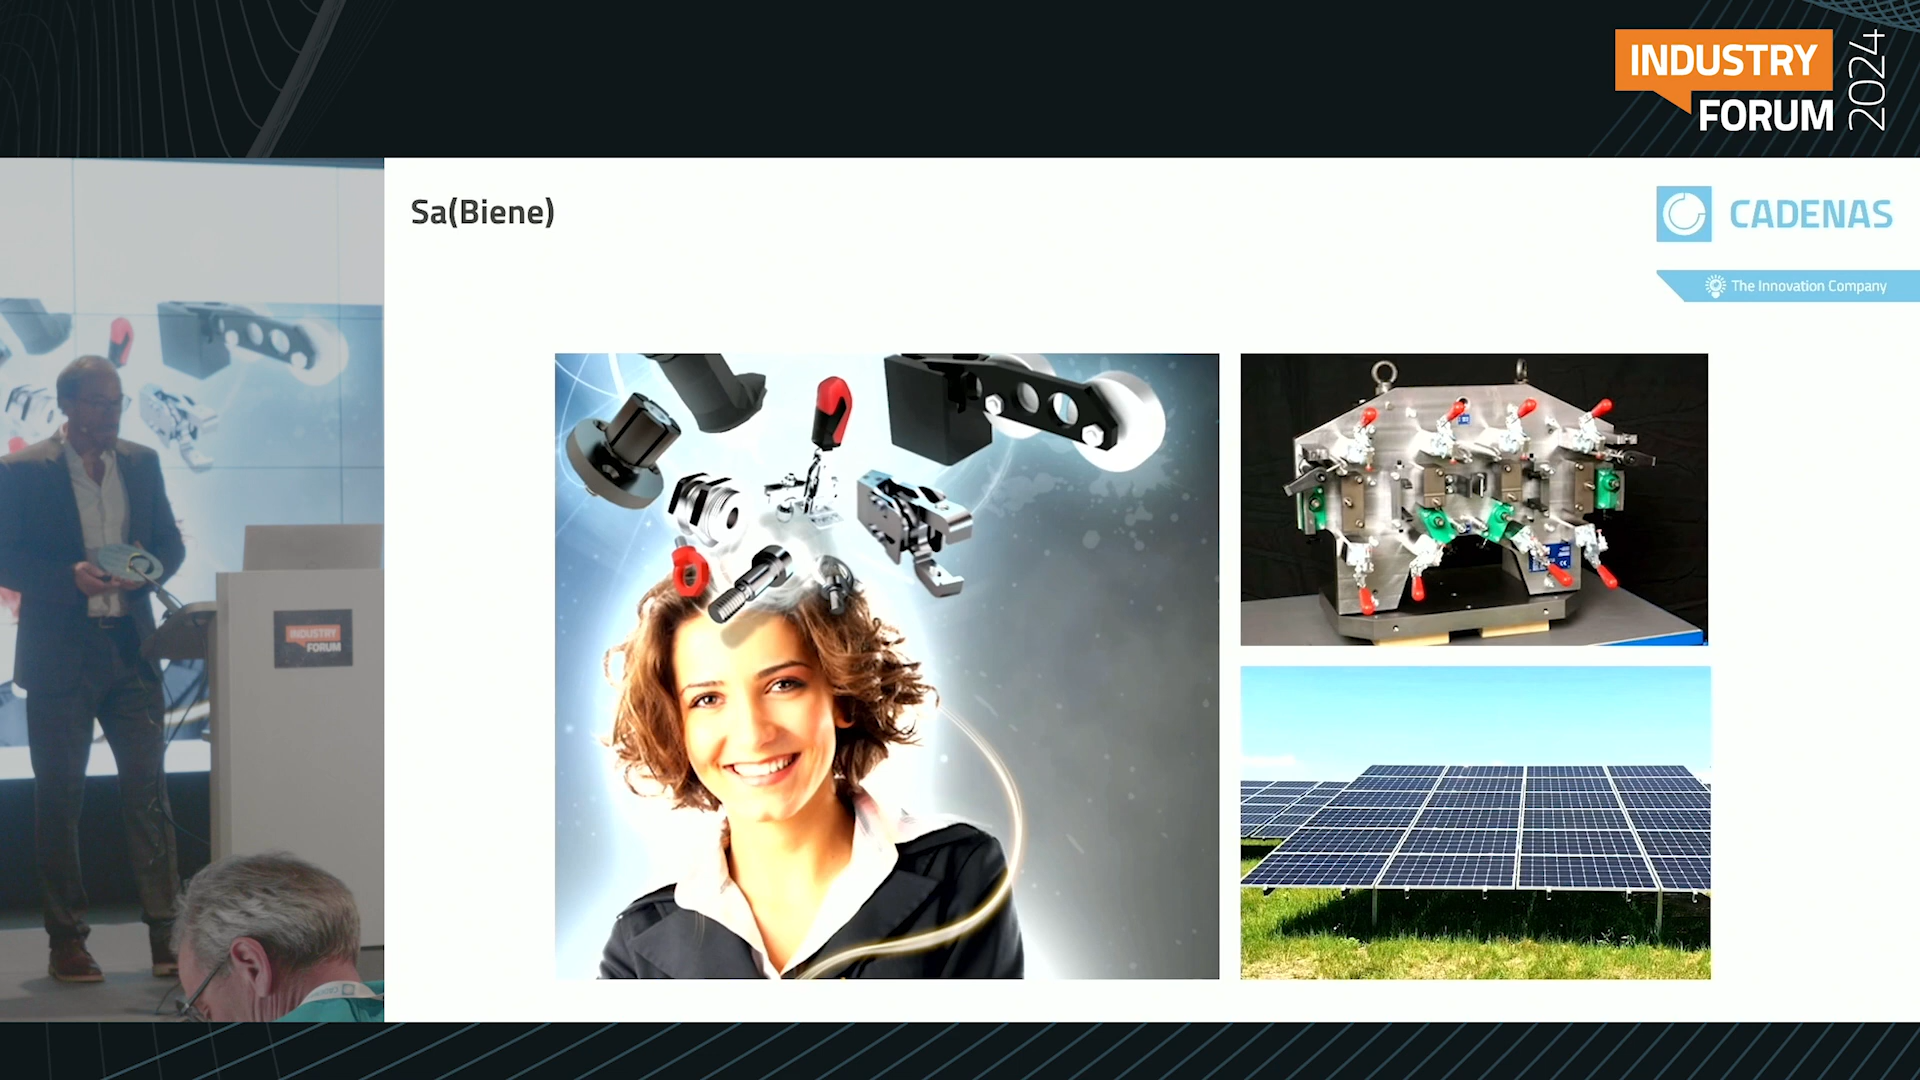 INDUSTRY
FORUM
2024
Sa(Biene)
CADENAS
The Innovation Company
INDUSTRY
FORUM